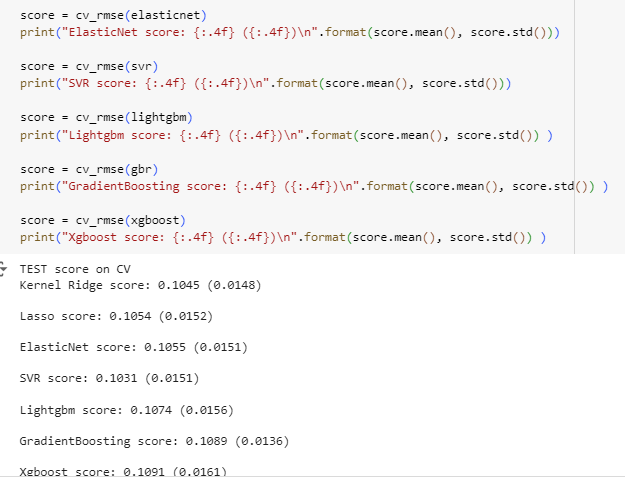 score = cv_rmse(elasticnet)
print("ElasticNet score: {:.4f} ({:.4f})\n".format(score.mean(), score.std()))
score = cv_rmse(svr)
print("SVR score: {:.4f} ({:.4f})\n".format(score.mean(), score.std()))
score = cv_rmse(lightgbm)
print("Lightgbm score: {:.4f} ({:.4f})\n".format(score.mean(), score.std()) )
score = cv_rmse(gbr)
print("GradientBoosting score: {:.4f} ({:.4f})\n".format(score.mean(), score.std()) )
score = cv_rmse(xgboost)
print("Xgboost score: {:.4f} ({:.4f})\n".format(score.mean(), score.std()) )
TEST score on CV
Kernel Ridge score: 0.1045 (0.0148)
Lasso score: 0.1054 (0.0152)
ElasticNet score: 0.1055 (0.0151)
SVR score: 0.1031 (0.0151)
Lightgbm score: 0.1074 (0.0156)
GradientBoosting score: 0.1089 (0.0136)
Xgboost score: 0.1091 (0.0161)